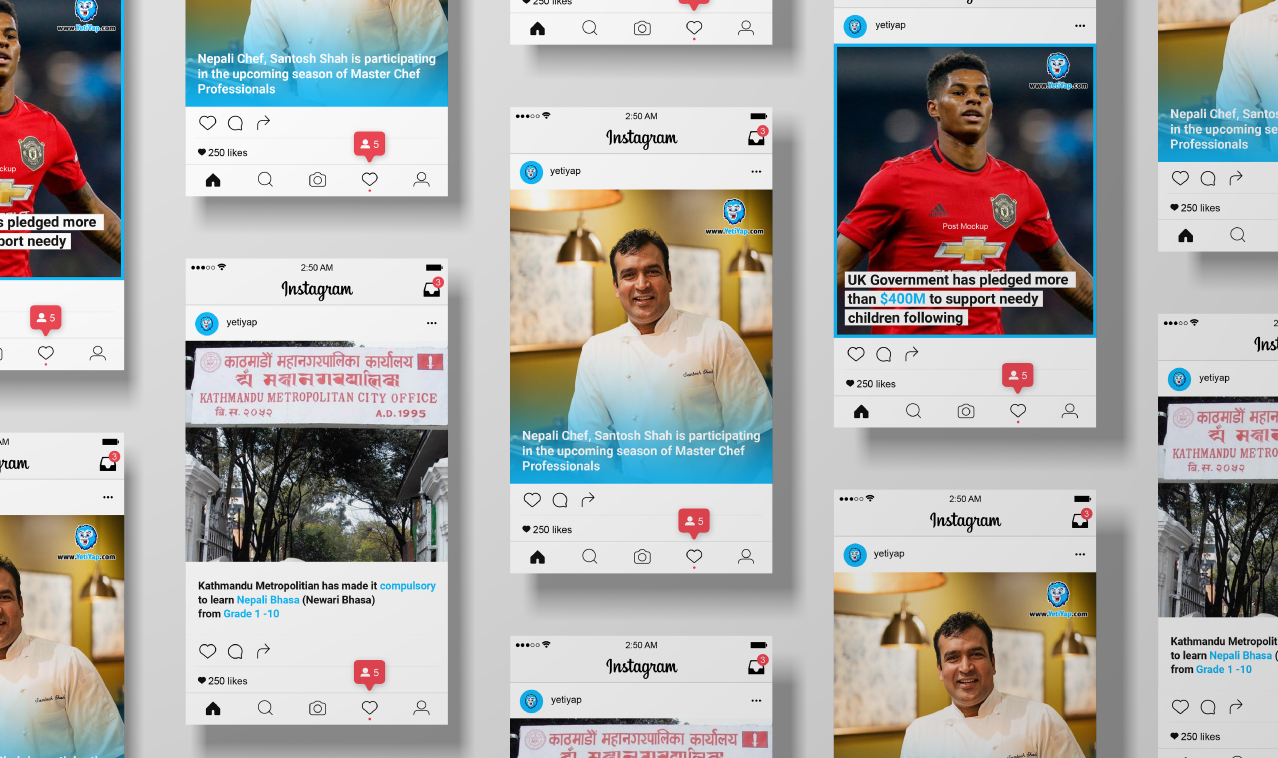 www.YetiYap.com
ckup
s pledged more
port needy
5
AM
3
www.YetiYap.com
Santosh Shah
Nepali Chef, Santosh Shah is participating
in the upcoming season of Master Chef
Professionals
250 likes
5
2:50 AM
Instagram
3
yetiyap
काठमाडौं महानगरपालिका कार्यालय
KATHMANDU METROPOLITAN CITY OFFICE
बि.स. २०५२
A.D.1995
Kathmandu Metropolitian has made it compulsory
to learn Nepali Bhasa (Newari Bhasa)
from Grade 1 -10
250 likes
5
250 likes
2:50 AM
Instagram
3
yetiyap
www.YetiYap.com
Santosh Shah
Nepali Chef, Santosh Shah is participating
in the upcoming season of Master Chef
Professionals
250 likes
5
2:50 AM
Instagram
3
yetiyap
काठमाडौं महानगरपालिका कार्यालय
yetiyap
www.YetiYap.com
Post Mockup
UK Government has pledged more
than $400M to support needy
children following
250 likes
5
2:50 AM
Instagram
3
yetiyap
www.YetiYap.com
Nepali Chef, Santos
in the upcoming se
Professionals
250 likes
yetiyap
KATHMANDU METRO
बि.स. २०५२
Kathmandu Metropolit
to learn Nepali Bhasa (
from Grade 1 -10
250 likes